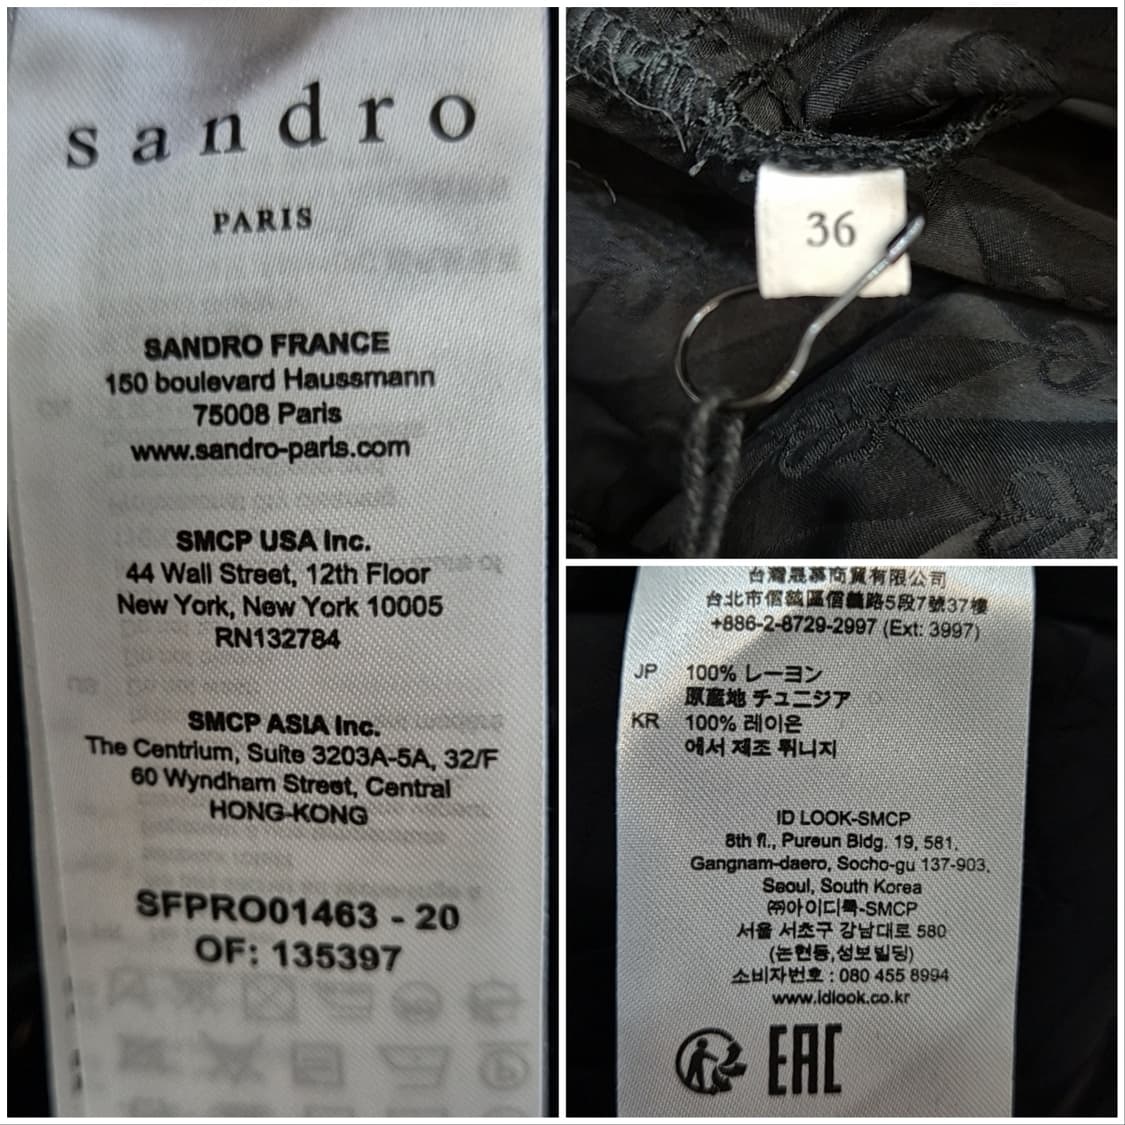 sandro
PARIS
SANDRO FRANCE
150 boulevard Haussmann
75008 Paris
www.sandro-paris.com
SMCP USA Inc.
44 Wall Street, 12th Floor
New York, New York 10005
RN132784
SMCP ASIA Inc.
The Centrium, Suite 3203A-5A, 32/F
60 Wyndham Street, Central
HONG-KONG
SFPRO01463 - 20
OF: 135397
36
台灣晟慕商貿有限公司
台北市信義區信義路5段7號37樓
+886-2-8729-2997 (Ext: 3997)
JP 100% レーヨン
原産地 チュニジア
KR 100% 레이온
에서 제조 튀니지
ID LOOK-SMCP
8th fl., Pureun Bldg. 19, 581,
Gangnam-daero, Socho-gu 137-903,
Seoul, South Korea
㈜아이디룩-SMCP
서울 서초구 강남대로 580
(논현동,성보빌딩)
소비자번호 : 080 455 8994
www.idlook.co.kr
EAC